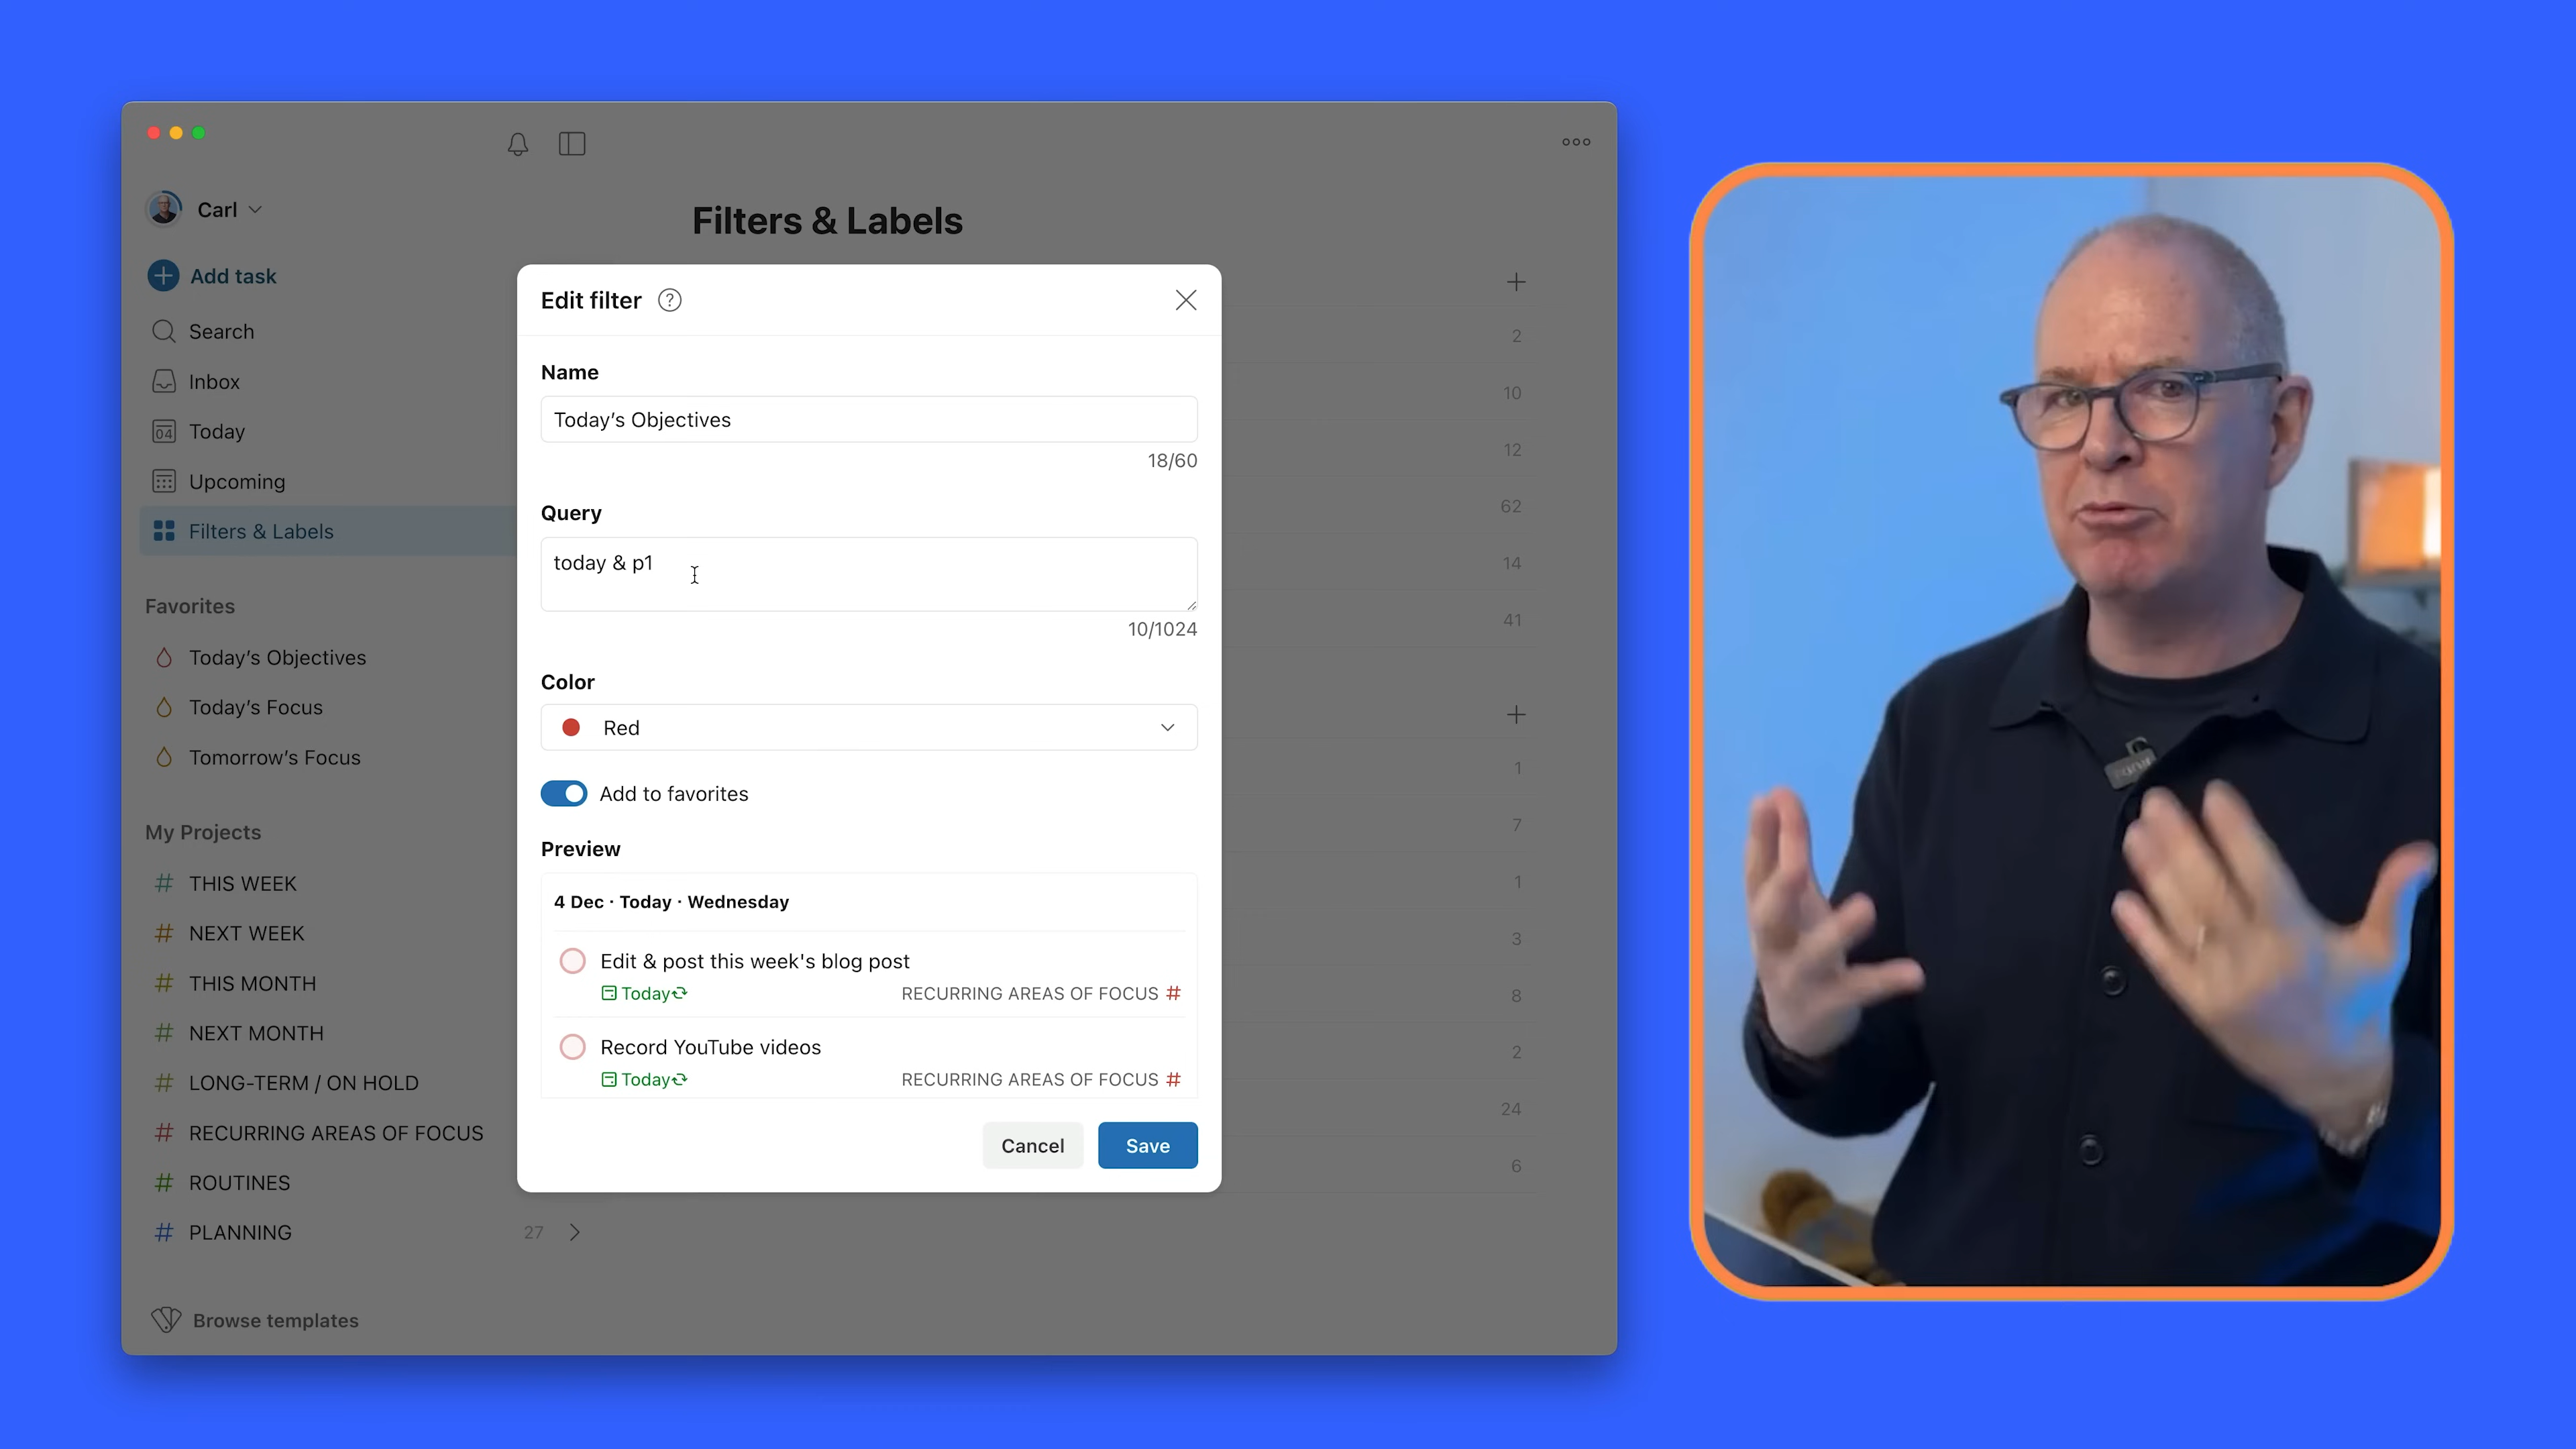 Carl
Add task
Search
Inbox
04
Today
Upcoming
Filters & Labels
Favorites
Today's Objectives
Today's Focus
Tomorrow's Focus
My Projects
# THIS WEEK
# NEXT WEEK
# THIS MONTH
# NEXT MONTH
# LONG-TERM / ON HOLD
# RECURRING AREAS OF FOCUS
# ROUTINES
# PLANNING 27
Browse templates
Filters & Labels
2
10
12
62
14
41
1
7
1
3
8
2
24
6
Edit filter ?
Name
Today's Objectives
18/60
Query
today & p1
10/1024
Color
Red
Add to favorites
Preview
4 Dec · Today · Wednesday
Edit & post this week's blog post
Today RECURRING AREAS OF FOCUS #
Record YouTube videos
Today RECURRING AREAS OF FOCUS #
Cancel Save